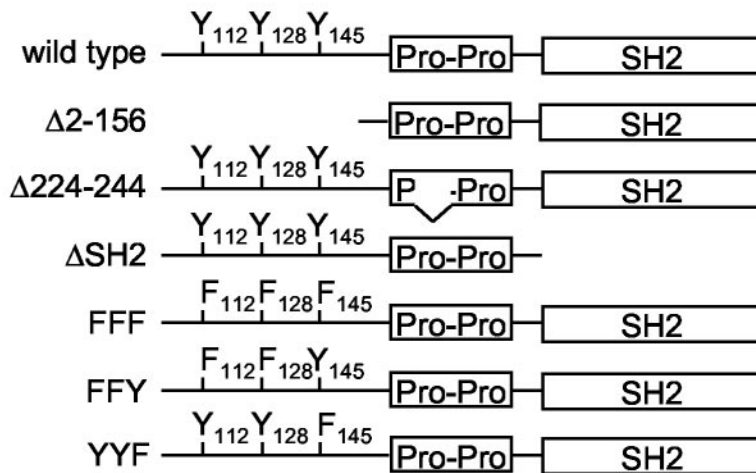 Y112 Y128 Y145
wild type Pro-Pro SH2
Δ2-156 Pro-Pro SH2
Y112 Y128 Y145
Δ224-244 P -Pro SH2
Y112 Y128 Y145
ΔSH2 Pro-Pro
F112 F128 F145
FFF Pro-Pro SH2
F112 F128 Y145
FFY Pro-Pro SH2
Y112 Y128 F145
YYF Pro-Pro SH2